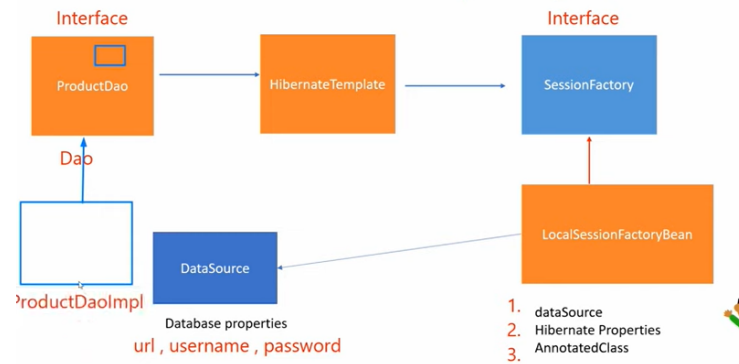 Interface
Interface
ProductDao
HibernateTemplate
SessionFactory
Dao
LocalSessionFactoryBean
DataSource
ProductDaoImpl
Database properties
url , username , password
1. dataSource
2. Hibernate Properties
3. AnnotatedClass